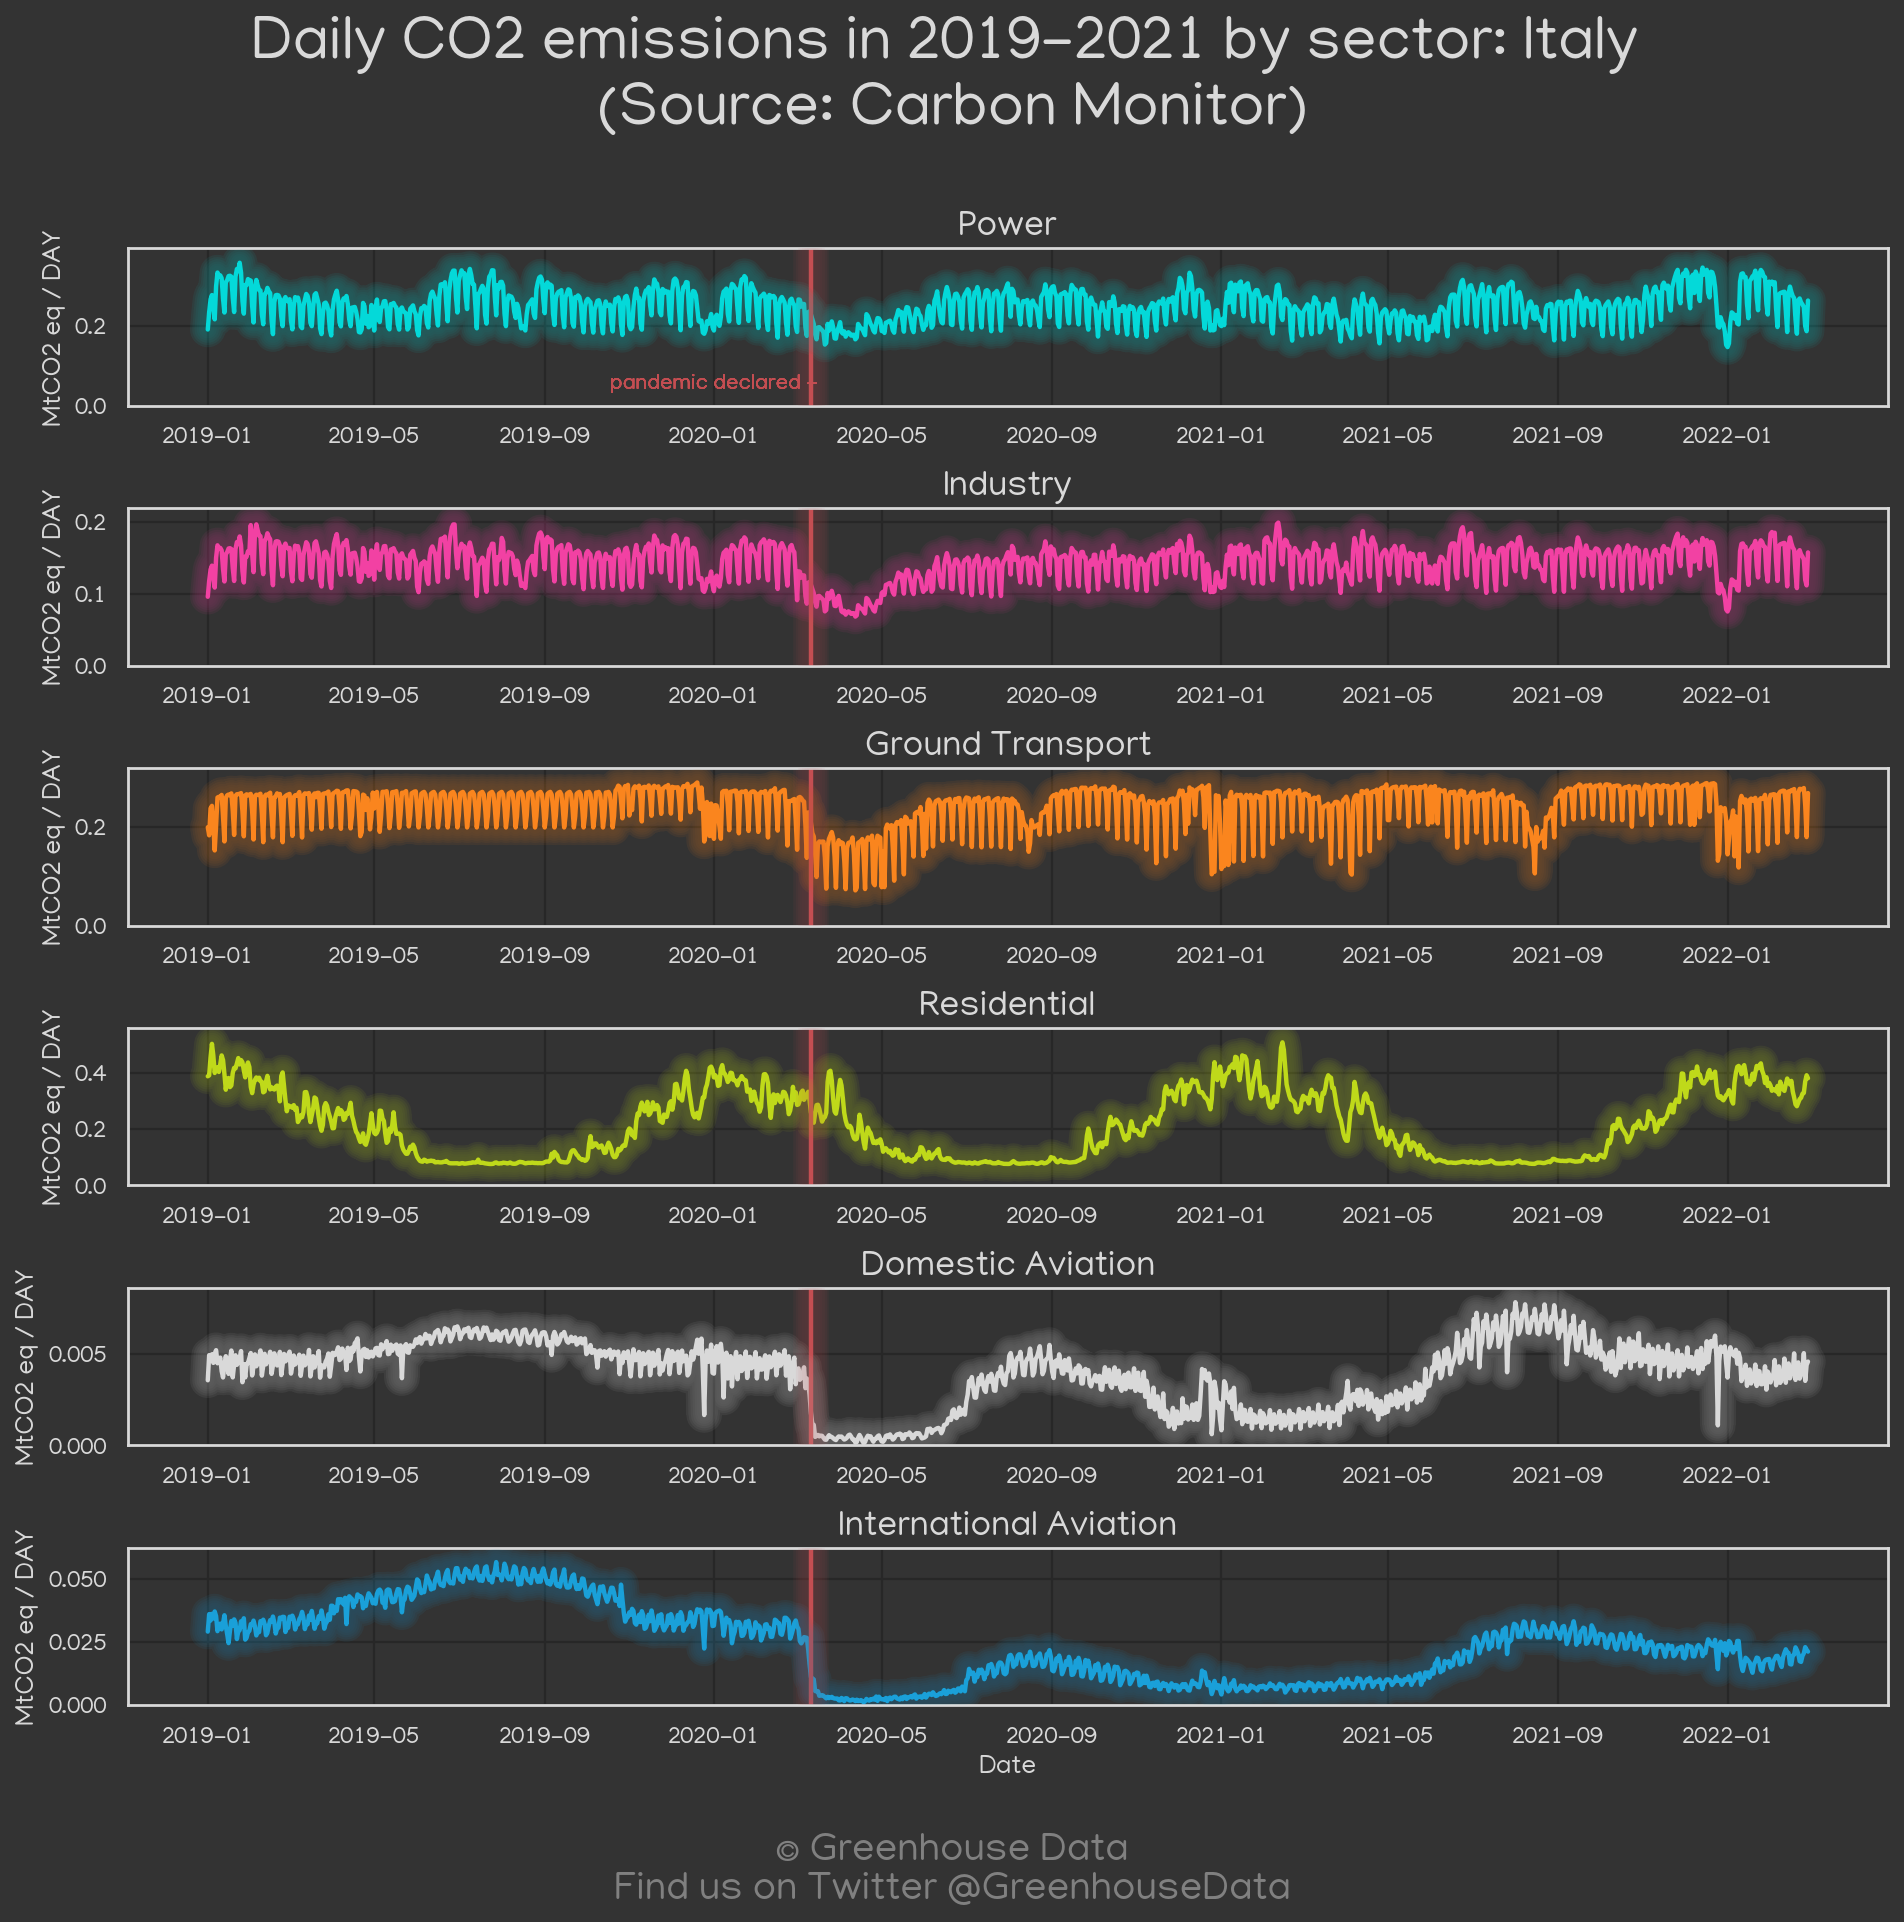 Daily CO2 emissions in 2019-2021 by sector: Italy
(Source: Carbon Monitor)
Power
MtCO2 eq / DAY
0.2
0.0
pandemic declared -
2019-01 2019-05 2019-09 2020-01 2020-05 2020-09 2021-01 2021-05 2021-09 2022-01
Industry
MtCO2 eq / DAY
0.2
0.1
0.0
2019-01 2019-05 2019-09 2020-01 2020-05 2020-09 2021-01 2021-05 2021-09 2022-01
Ground Transport
MtCO2 eq / DAY
0.2
0.0
2019-01 2019-05 2019-09 2020-01 2020-05 2020-09 2021-01 2021-05 2021-09 2022-01
Residential
MtCO2 eq / DAY
0.4
0.2
0.0
2019-01 2019-05 2019-09 2020-01 2020-05 2020-09 2021-01 2021-05 2021-09 2022-01
Domestic Aviation
MtCO2 eq / DAY
0.005
0.000
2019-01 2019-05 2019-09 2020-01 2020-05 2020-09 2021-01 2021-05 2021-09 2022-01
International Aviation
MtCO2 eq / DAY
0.050
0.025
0.000
2019-01 2019-05 2019-09 2020-01 2020-05 2020-09 2021-01 2021-05 2021-09 2022-01
Date
© Greenhouse Data
Find us on Twitter @GreenhouseData